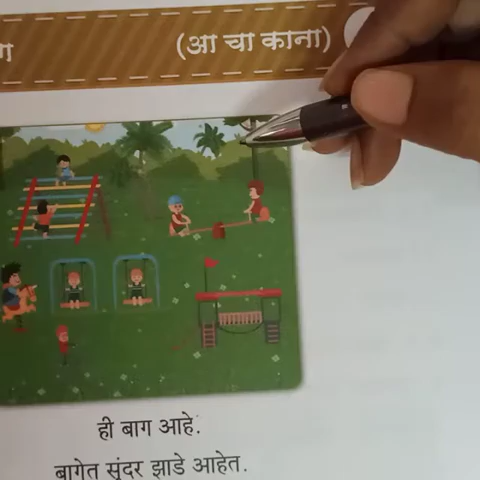 (आ चा काना)
ही बाग आहे.
बागेत सुंदर झाडे आहेत.